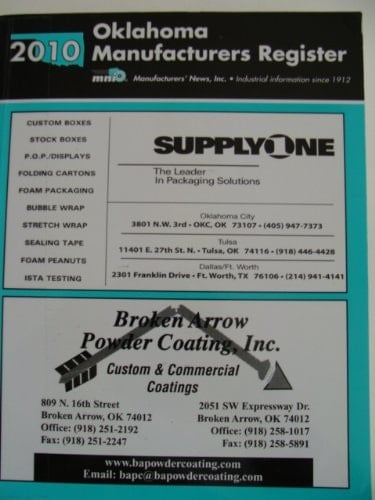 2010
Oklahoma
Manufacturers Register
mni Manufacturers' News, Inc. • Industrial information since 1912
CUSTOM BOXES
STOCK BOXES
P.O.P./DISPLAYS
FOLDING CARTONS
FOAM PACKAGING
BUBBLE WRAP
STRETCH WRAP
SEALING TAPE
FOAM PEANUTS
ISTA TESTING
SUPPLYONE
The Leader
In Packaging Solutions
Oklahoma City
3801 N.W. 3rd • OKC, OK 73107 • (405) 947-7373
Tulsa
11401 E. 27th St. N. • Tulsa, OK 74116 • (918) 446-4428
Dallas/Ft. Worth
2301 Franklin Drive • Ft. Worth, TX 76106 • (214) 941-4141
Broken Arrow
Powder Coating, Inc.
Custom & Commercial
Coatings
809 N. 16th Street
Broken Arrow, OK 74012
Office: (918) 251-2192
Fax: (918) 251-2247
2051 SW Expressway Dr.
Broken Arrow, OK 74012
Office: (918) 258-1017
Fax: (918) 258-5891
www.bapowdercoating.com
Email: bapc@bapowdercoating.com